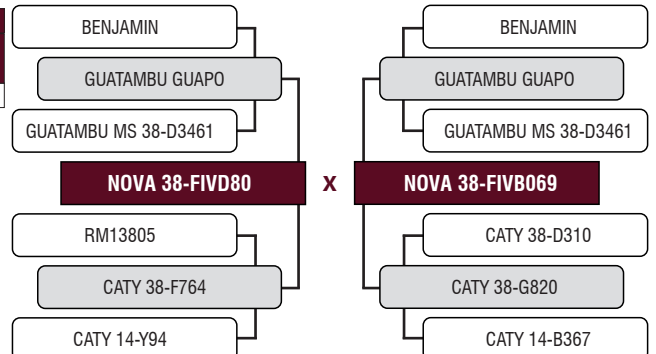 BENJAMIN
GUATAMBU GUAPO
GUATAMBU MS 38-D3461
NOVA 38-FIVD80
RM13805
CATY 38-F764
CATY 14-Y94
X
BENJAMIN
GUATAMBU GUAPO
GUATAMBU MS 38-D3461
NOVA 38-FIVB069
CATY 38-D310
CATY 38-G820
CATY 14-B367